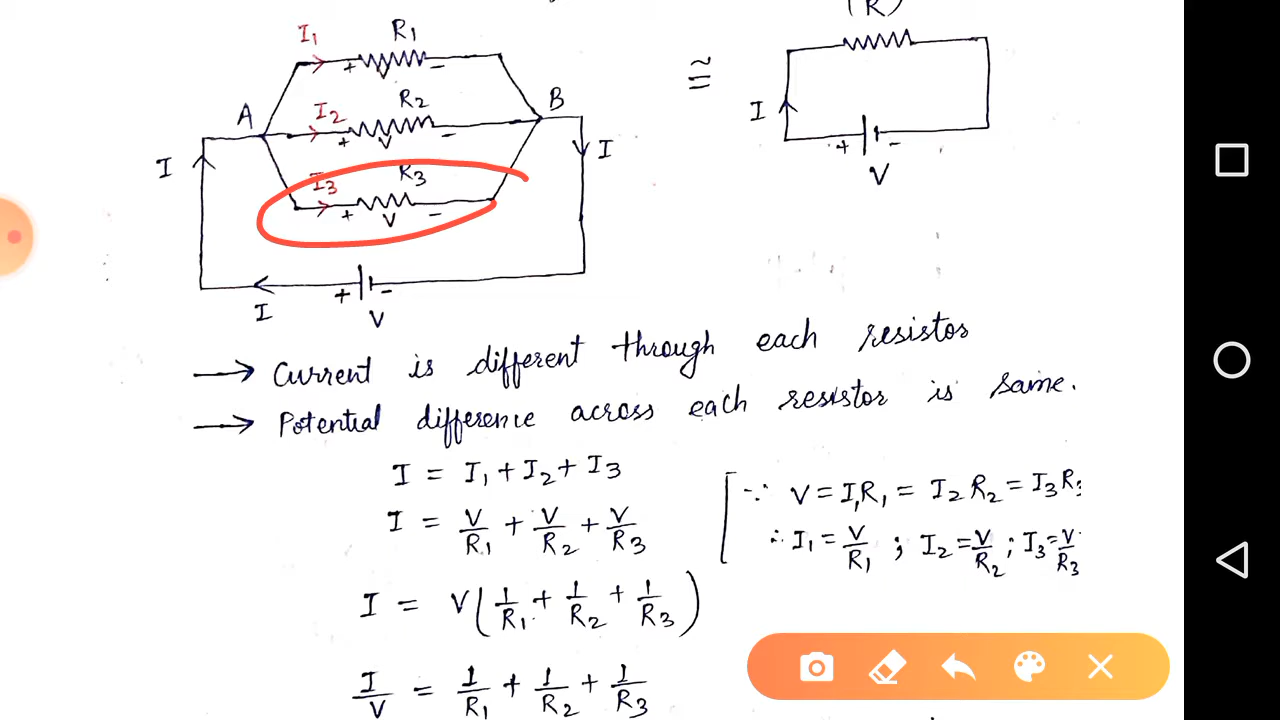 (R)
I1 R1
+ V −
A I2 R2 B
+ V −
I I3 R3 I
+ V −
I + − V
≅
I + − V
→ Current is different through each resistor
→ Potential difference across each resistor is same.
I = I1 + I2 + I3
I = V/R1 + V/R2 + V/R3
[ ∵ V = I1R1 = I2R2 = I3R3
∴ I1 = V/R1 ; I2 = V/R2 ; I3 = V/R3
I = V(1/R1 + 1/R2 + 1/R3)
I/V = 1/R1 + 1/R2 + 1/R3